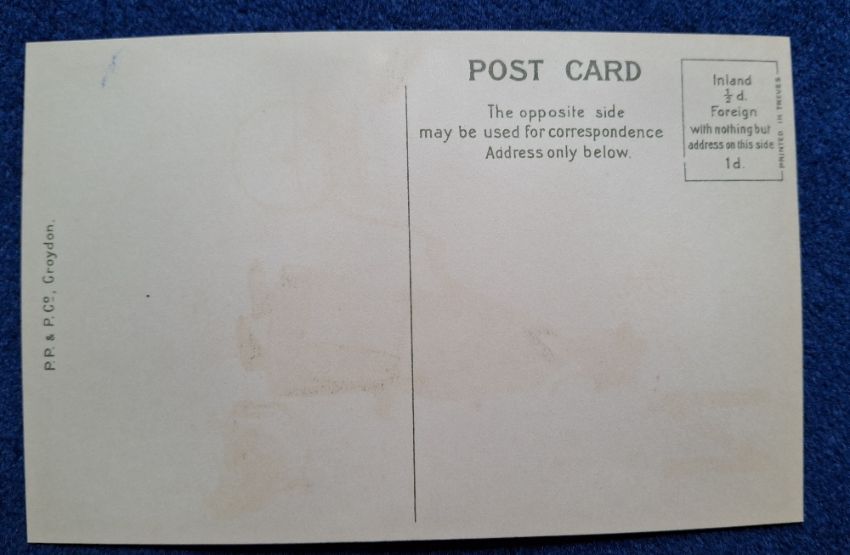 POST CARD
The opposite side
may be used for correspondence
Address only below.
Inland
½ d.
Foreign
with nothing but
address on this side
1d.
PRINTED IN TREVES
P.P. & P. Cº, Croydon.